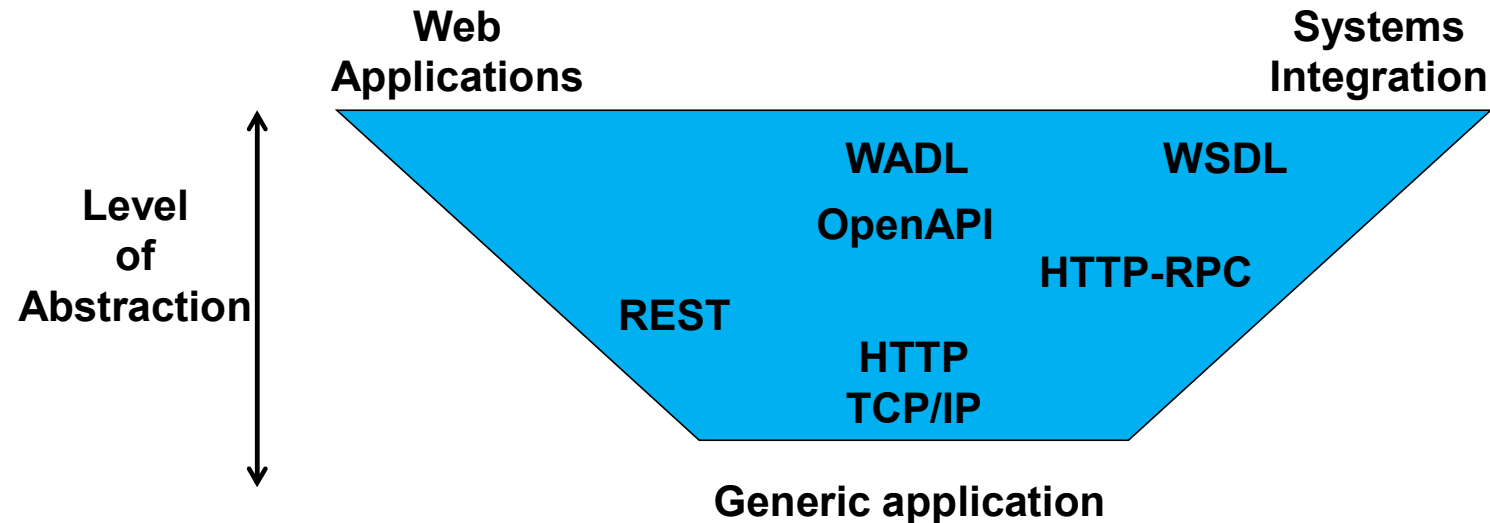 Web
Applications
Systems
Integration
Level
of
Abstraction
WADL
WSDL
OpenAPI
HTTP-RPC
REST
HTTP
TCP/IP
Generic application